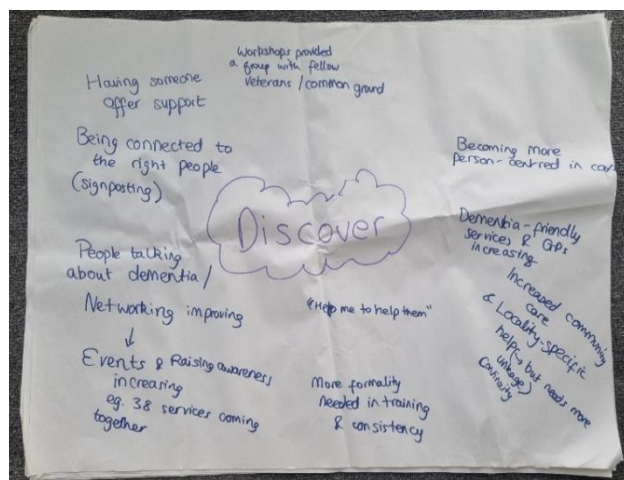 Workshops provided
a group with fellow
veterans / common ground
Having someone
offer support
Being connected to
the right people
(signposting)
Becoming more
person-centred in care
Discover
People talking
about dementia /
Networking improving
↓
Events & Raising awareness
increasing
eg. 38 services coming
together
"Help me to help them"
More formality
needed in training
& consistency
Dementia-friendly
services & GPs
increasing
Increased community
care
& Locality-specific
help (→ but needs more
linkage)
Continuity